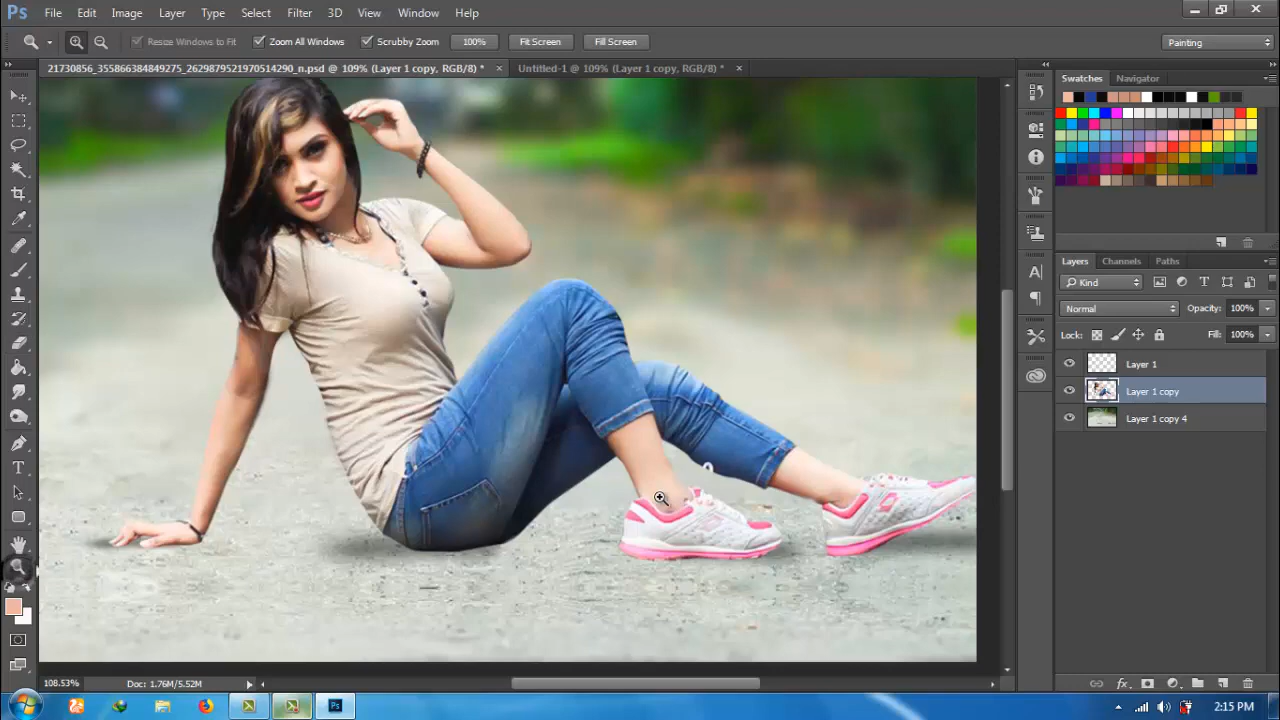 Ps File Edit Image Layer Type Select Filter 3D View Window Help
Resize Windows to Fit Zoom All Windows Scrubby Zoom 100% Fit Screen Fill Screen Painting
21730856_355866384849275_2629879521970514290_n.psd @ 109% (Layer 1 copy, RGB/8) * × Untitled-1 @ 109% (Layer 1 copy, RGB/8) * ×
Swatches Navigator
Layers Channels Paths
Kind
Normal Opacity: 100%
Lock: Fill: 100%
Layer 1
Layer 1 copy
Layer 1 copy 4
108.53% Doc: 1.76M/5.52M
2:15 PM